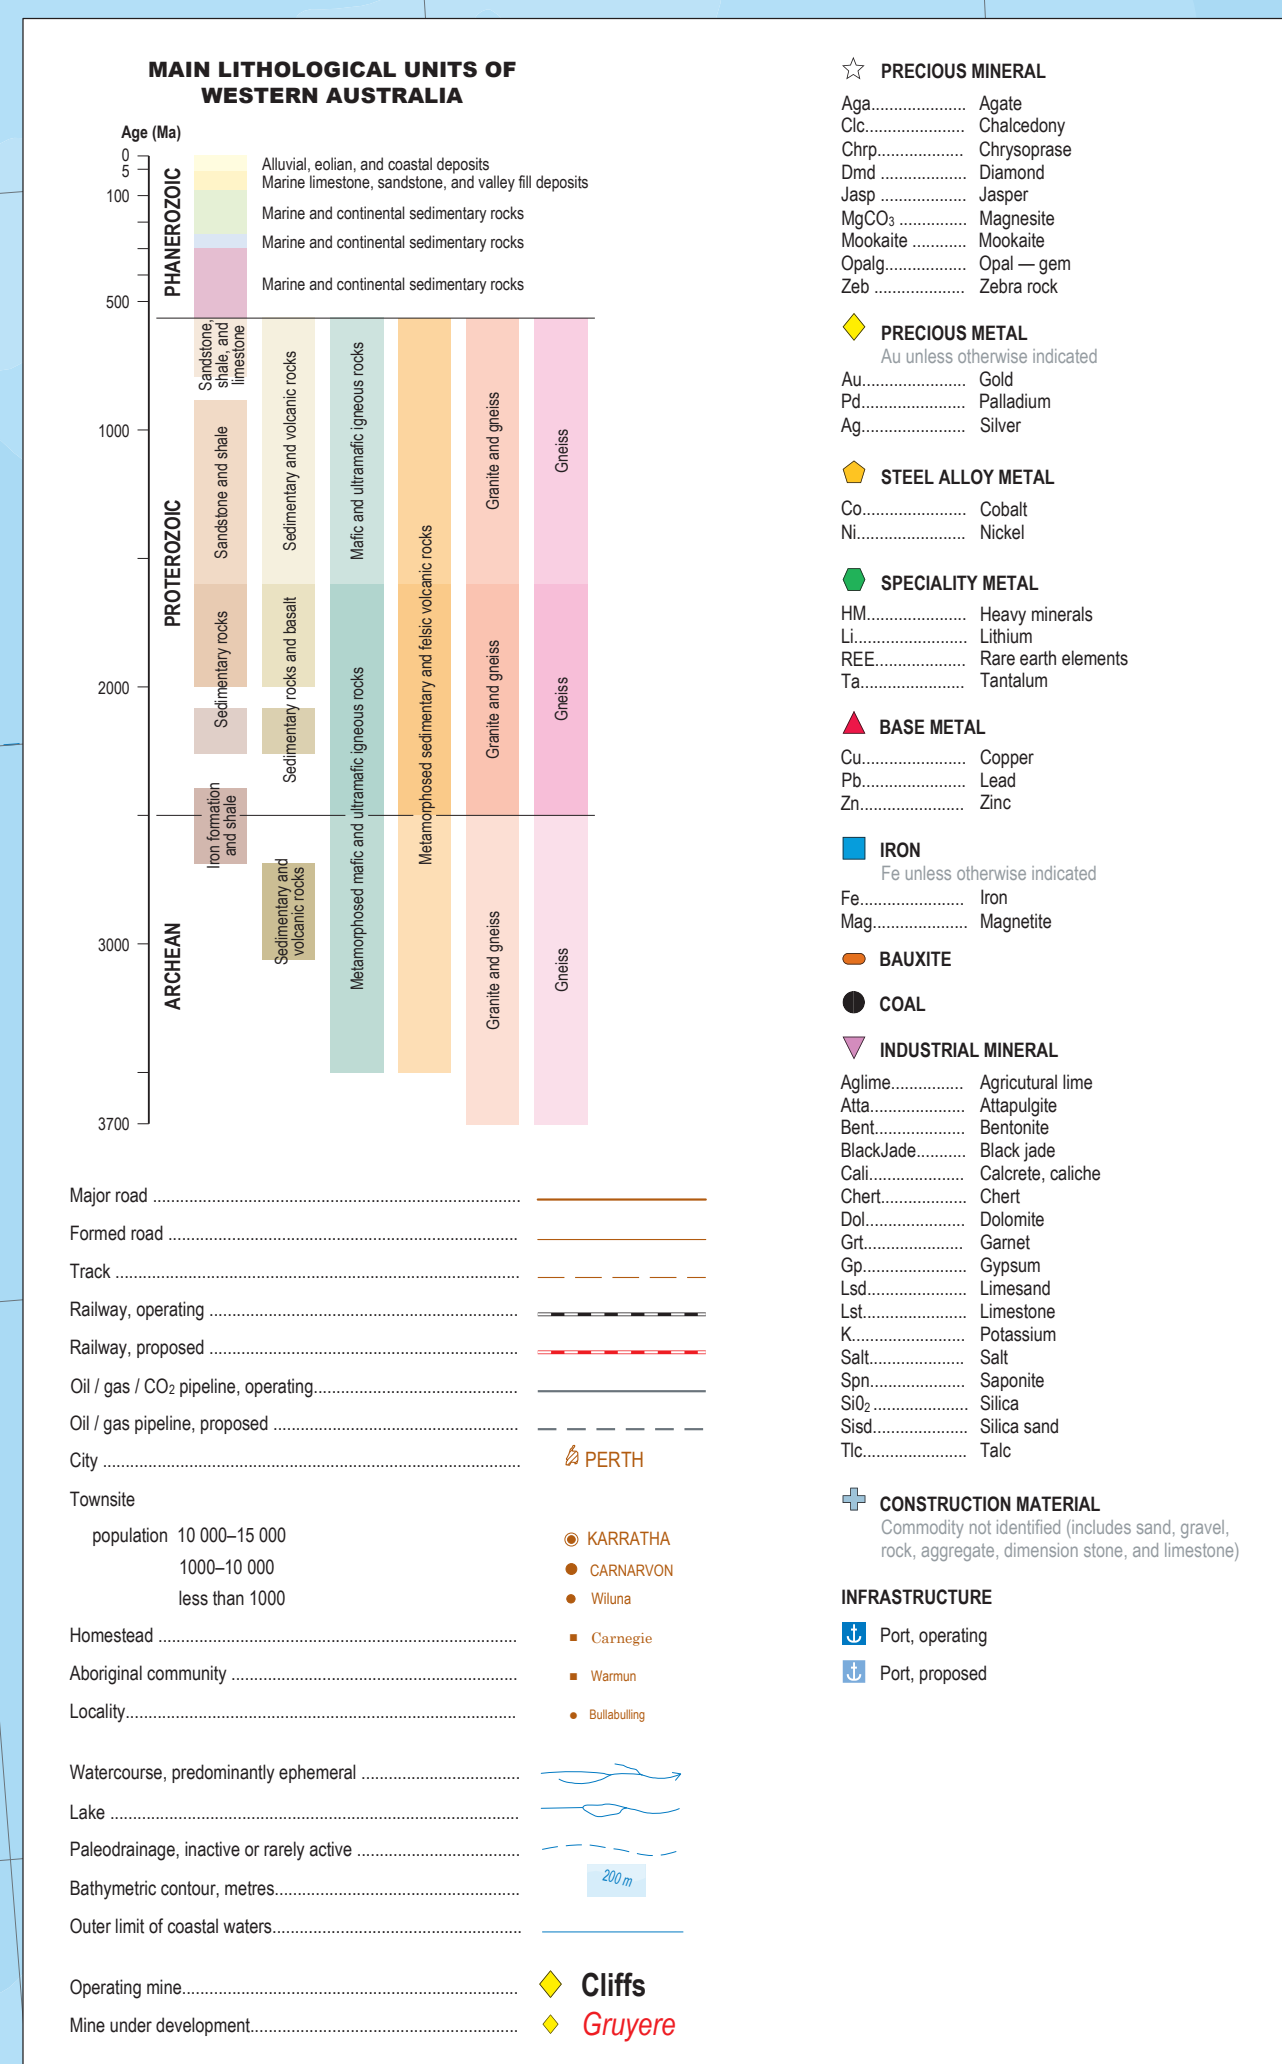 MAIN LITHOLOGICAL UNITS OF
WESTERN AUSTRALIA
Age (Ma)
0
5
100
500
1000
2000
3000
3700
PHANEROZOIC
PROTEROZOIC
ARCHEAN
Alluvial, eolian, and coastal deposits
Marine limestone, sandstone, and valley fill deposits
Marine and continental sedimentary rocks
Marine and continental sedimentary rocks
Marine and continental sedimentary rocks
Sandstone,
shale, and
limestone
Sandstone and shale
Sedimentary rocks
Iron formation
and shale
Sedimentary and volcanic rocks
Sedimentary rocks and basalt
Sedimentary and
volcanic rocks
Mafic and ultramafic igneous rocks
Metamorphosed mafic and ultramafic igneous rocks
Metamorphosed sedimentary and felsic volcanic rocks
Granite and gneiss
Granite and gneiss
Granite and gneiss
Gneiss
Gneiss
Gneiss
Major road
Formed road
Track
Railway, operating
Railway, proposed
Oil / gas / CO2 pipeline, operating
Oil / gas pipeline, proposed
City PERTH
Townsite
population 10 000–15 000 KARRATHA
1000–10 000 CARNARVON
less than 1000 Wiluna
Homestead Carnegie
Aboriginal community Warmun
Locality Bullabulling
Watercourse, predominantly ephemeral
Lake
Paleodrainage, inactive or rarely active
Bathymetric contour, metres 200 m
Outer limit of coastal waters
Operating mine Cliffs
Mine under development Gruyere
PRECIOUS MINERAL
Aga Agate
Clc Chalcedony
Chrp Chrysoprase
Dmd Diamond
Jasp Jasper
MgCO3 Magnesite
Mookaite Mookaite
Opalg Opal — gem
Zeb Zebra rock
PRECIOUS METAL
Au unless otherwise indicated
Au Gold
Pd Palladium
Ag Silver
STEEL ALLOY METAL
Co Cobalt
Ni Nickel
SPECIALITY METAL
HM Heavy minerals
Li Lithium
REE Rare earth elements
Ta Tantalum
BASE METAL
Cu Copper
Pb Lead
Zn Zinc
IRON
Fe unless otherwise indicated
Fe Iron
Mag Magnetite
BAUXITE
COAL
INDUSTRIAL MINERAL
Aglime Agricutural lime
Atta Attapulgite
Bent Bentonite
BlackJade Black jade
Cali Calcrete, caliche
Chert Chert
Dol Dolomite
Grt Garnet
Gp Gypsum
Lsd Limesand
Lst Limestone
K Potassium
Salt Salt
Spn Saponite
Si02 Silica
Sisd Silica sand
Tlc Talc
CONSTRUCTION MATERIAL
Commodity not identified (includes sand, gravel,
rock, aggregate, dimension stone, and limestone)
INFRASTRUCTURE
Port, operating
Port, proposed